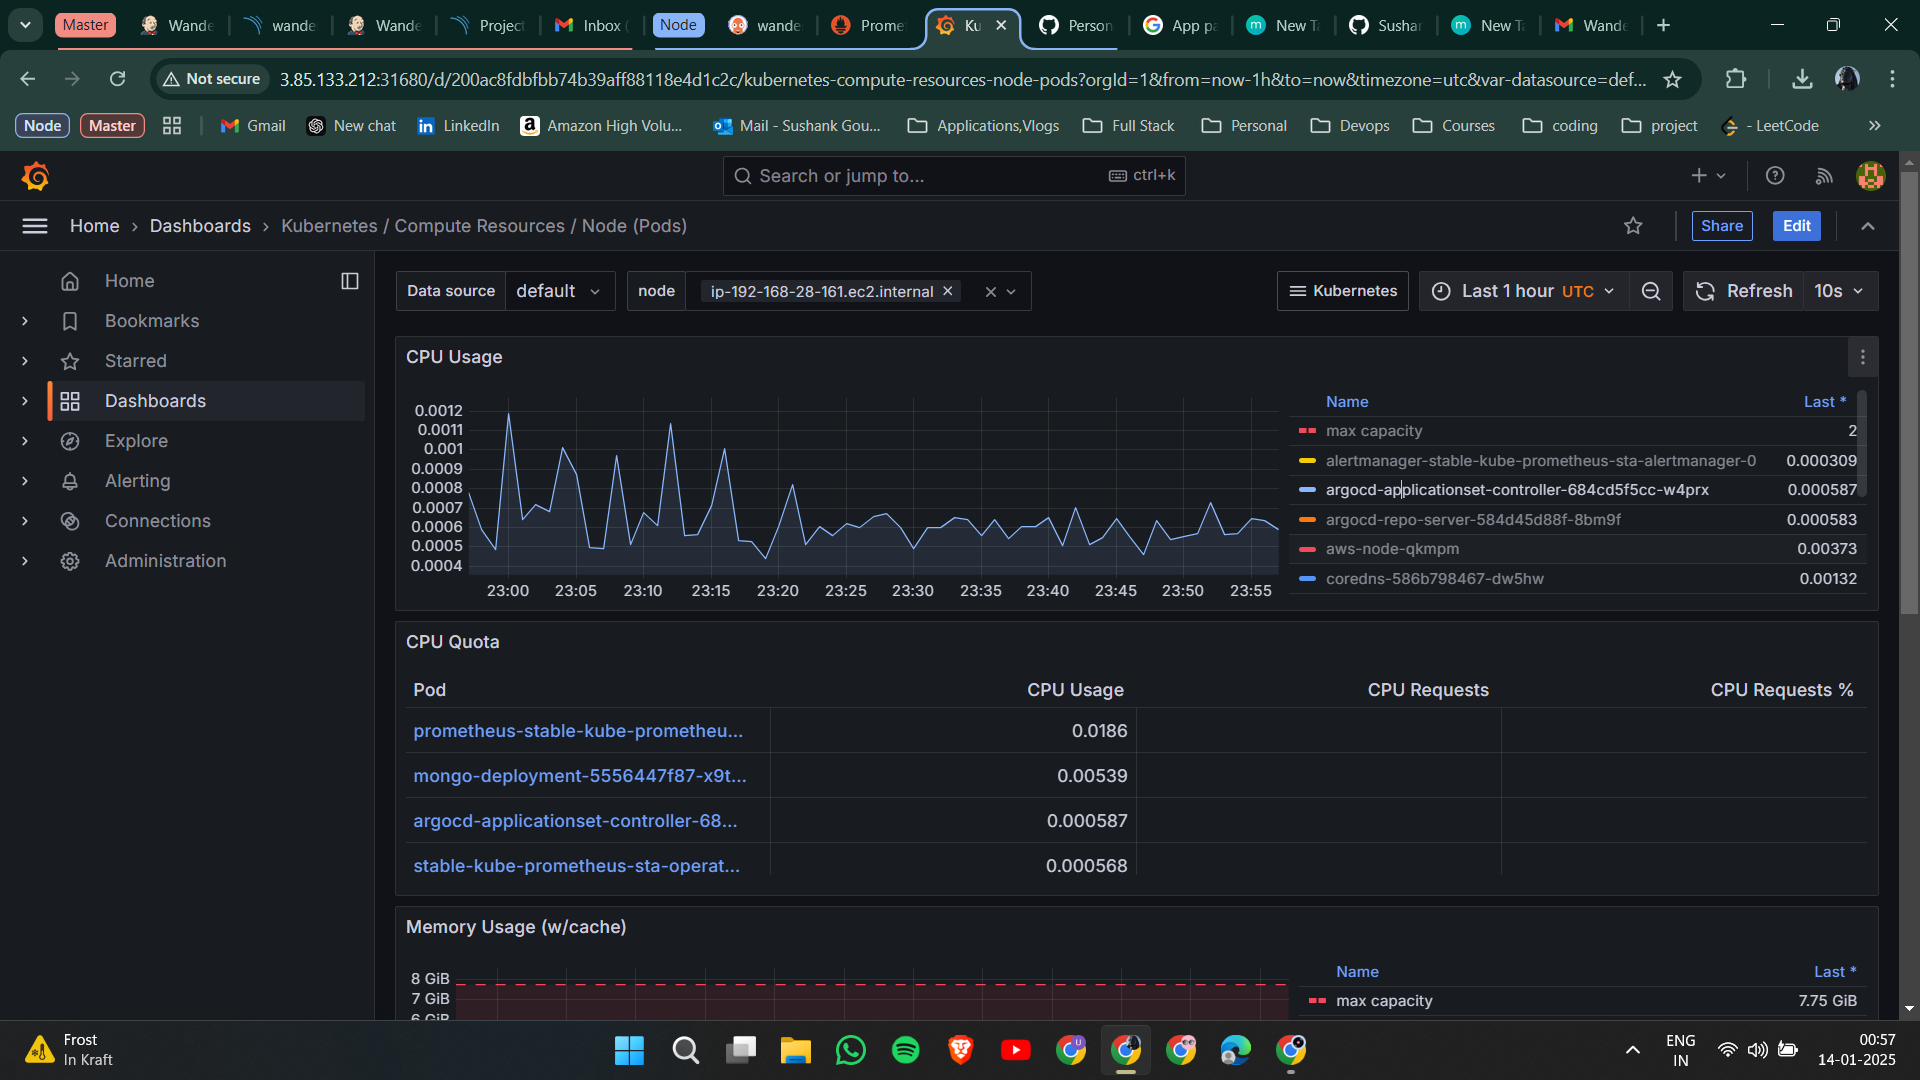 Master
Wande
wande
Wande
Project
Inbox (
Node
wande
Prome
Ku
Person
App pa
New Ta
Sushan
New Ta
Wande
Not secure
3.85.133.212:31680/d/200ac8fdbfbb74b39aff88118e4d1c2c/kubernetes-compute-resources-node-pods?orgId=1&from=now-1h&to=now&timezone=utc&var-datasource=def...
Node
Master
Gmail
New chat
LinkedIn
Amazon High Volu...
Mail - Sushank Gou...
Applications,Vlogs
Full Stack
Personal
Devops
Courses
coding
project
- LeetCode
Search or jump to...
ctrl+k
Home › Dashboards › Kubernetes / Compute Resources / Node (Pods)
Share
Edit
Home
Bookmarks
Starred
Dashboards
Explore
Alerting
Connections
Administration
Data source
default
node
ip-192-168-28-161.ec2.internal
Kubernetes
Last 1 hour UTC
Refresh
10s
CPU Usage
0.0012
0.0011
0.001
0.0009
0.0008
0.0007
0.0006
0.0005
0.0004
23:00 23:05 23:10 23:15 23:20 23:25 23:30 23:35 23:40 23:45 23:50 23:55
Name Last *
max capacity 2
alertmanager-stable-kube-prometheus-sta-alertmanager-0 0.000309
argocd-applicationset-controller-684cd5f5cc-w4prx 0.000587
argocd-repo-server-584d45d88f-8bm9f 0.000583
aws-node-qkmpm 0.00373
coredns-586b798467-dw5hw 0.00132
CPU Quota
Pod CPU Usage CPU Requests CPU Requests %
prometheus-stable-kube-prometheu... 0.0186
mongo-deployment-5556447f87-x9t... 0.00539
argocd-applicationset-controller-68... 0.000587
stable-kube-prometheus-sta-operat... 0.000568
Memory Usage (w/cache)
8 GiB
7 GiB
6 GiB
Name Last *
max capacity 7.75 GiB
Frost
In Kraft
U
ENG
IN
00:57
14-01-2025